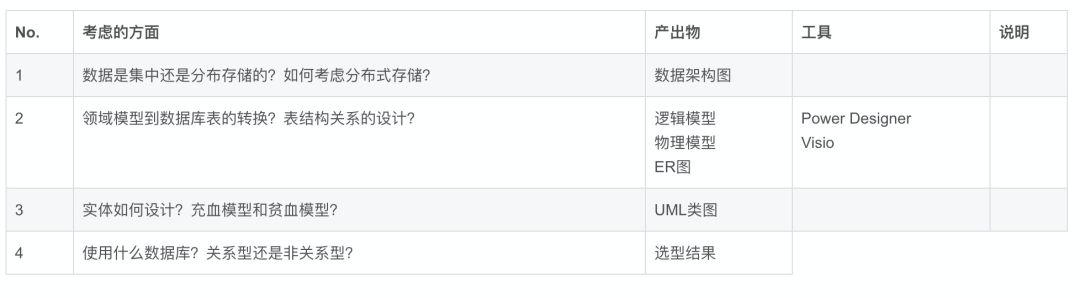 No. 考虑的方面 产出物 工具 说明
1 数据是集中还是分布存储的？如何考虑分布式存储？ 数据架构图
2 领域模型到数据库表的转换？表结构关系的设计？ 逻辑模型 Power Designer
物理模型 Visio
ER图
3 实体如何设计？充血模型和贫血模型？ UML类图
4 使用什么数据库？关系型还是非关系型？ 选型结果